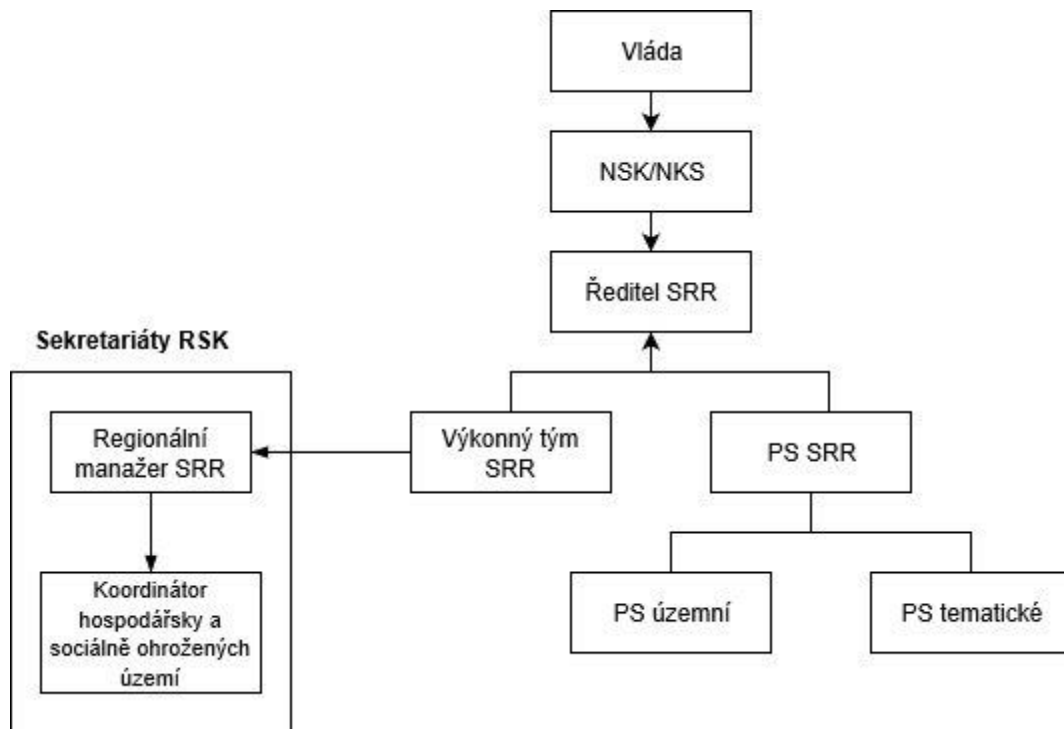 Vláda
NSK/NKS
Ředitel SRR
Sekretariáty RSK
Regionální
manažer SRR
Výkonný tým
SRR
PS SRR
Koordinátor
hospodářsky a
sociálně ohrožených
území
PS územní
PS tematické